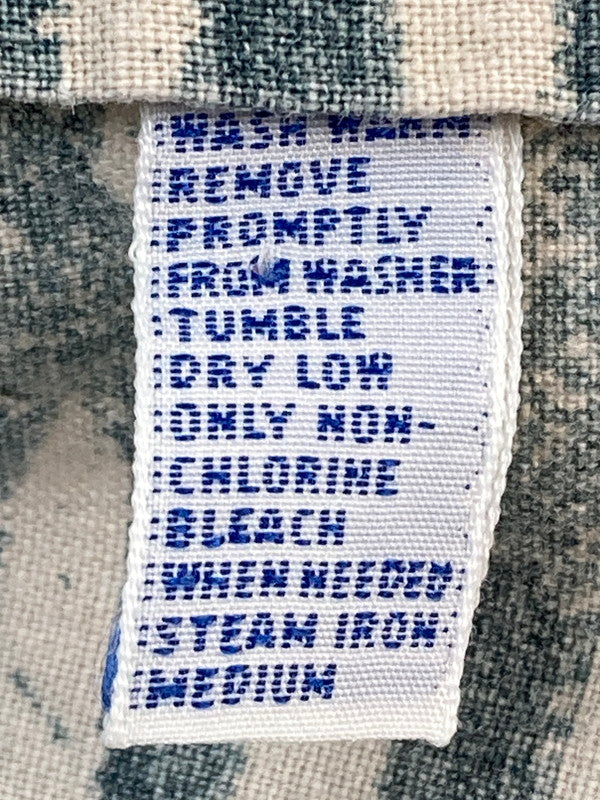 WASH WARM
REMOVE
PROMPTLY
FROM WASHER
TUMBLE
DRY LOW
ONLY NON-
CHLORINE
BLEACH
WHEN NEEDED
STEAM IRON
MEDIUM